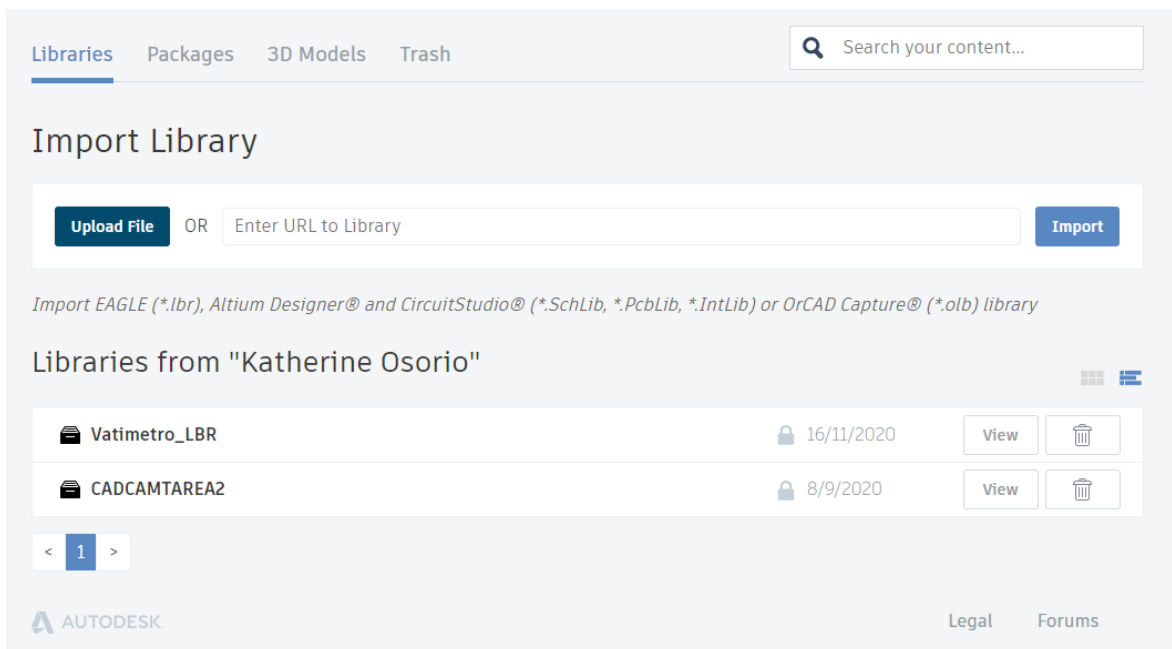 Libraries Packages 3D Models Trash Search your content...
Import Library
Upload File OR Enter URL to Library Import
Import EAGLE (*.lbr), Altium Designer® and CircuitStudio® (*.SchLib, *.PcbLib, *.IntLib) or OrCAD Capture® (*.olb) library
Libraries from "Katherine Osorio"
Vatimetro_LBR 16/11/2020 View
CADCAMTAREA2 8/9/2020 View
< 1 >
AUTODESK. Legal Forums